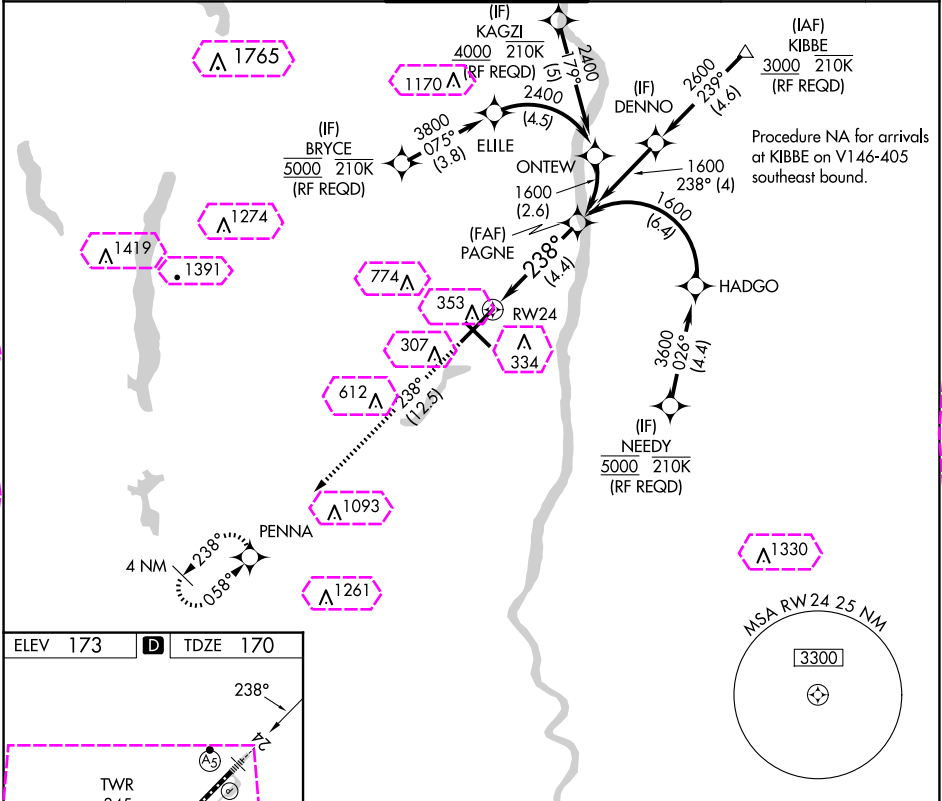 (IF)
KAGZI
4000 210K
(RF REQD)
2400
179°
(5)
(IAF)
KIBBE
3000 210K
(RF REQD)
1765
1170
2600
239°
(4.6)
(IF)
DENNO
2400
(4.5)
(IF)
BRYCE
5000 210K
(RF REQD)
3800
075°
(3.8)
ELILE
Procedure NA for arrivals
at KIBBE on V146-405
southeast bound.
ONTEW
1600
238° (4)
1600
(2.6)
1600
(6.4)
1274
1419
1391
(FAF)
PAGNE
238°
(4.4)
774
HADGO
353
RW24
307
334
3600
026°
(4.4)
612
238°
(12.5)
(IF)
NEEDY
5000 210K
(RF REQD)
1093
PENNA
4 NM
238°
058°
1330
1261
MSA RW24 25 NM
3300
ELEV 173 D TDZE 170
238°
24
A5
TWR